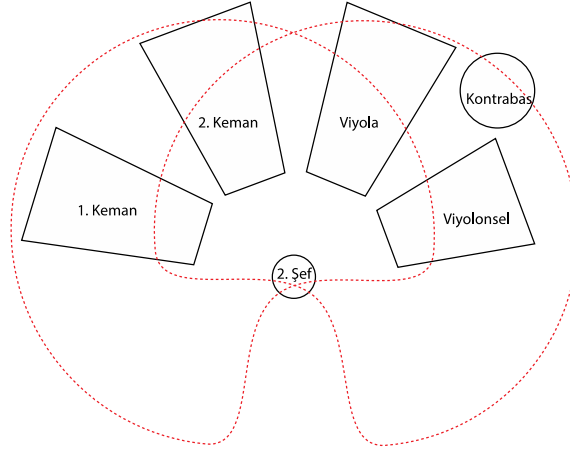 Kontrabas
2. Keman
Viyola
1. Keman
Viyolonsel
2. Şef